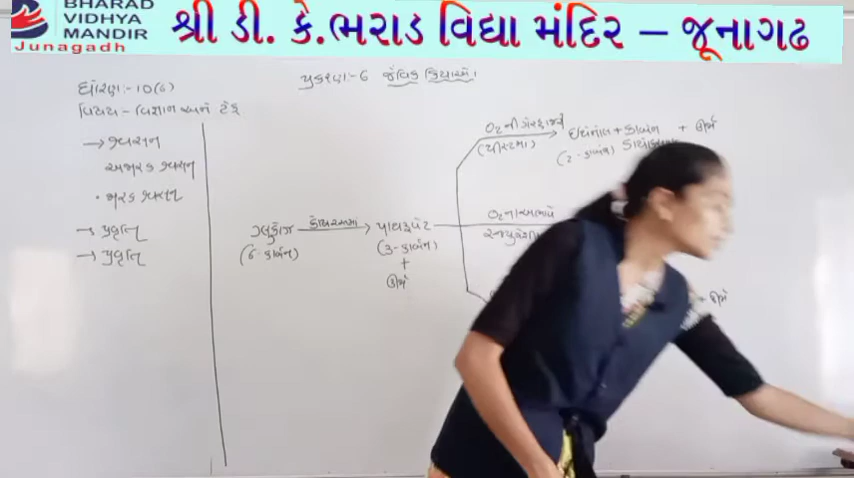 BHARAD
VIDHYA
MANDIR
Junagadh
શ્રી ડી. કે.ભરાડ વિદ્યા મંદિર – જૂનાગઢ
પ્રકરણ:-6 જૈવિક ક્રિયાઓ.
ધોરણ:-10(6)
વિષય - વિજ્ઞાન અને ટેક
→ શ્વસન
અજારક શ્વસન
• જારક શ્વસન
→ પ્રવૃત્તિ
→ પ્રવૃત્તિ
ગ્લુકોઝ
(6-કાર્બન)
કોષરસમાં
પાયરૂવેટ
(3-કાર્બન)
+
ઊર્જા
O2ની ગેરહાજરી
(યીસ્ટમાં)
ઇથેનોલ + કાર્બન + ઊર્જા
(2-કાર્બન)
O2ના અભાવે
+ ઊર્જા